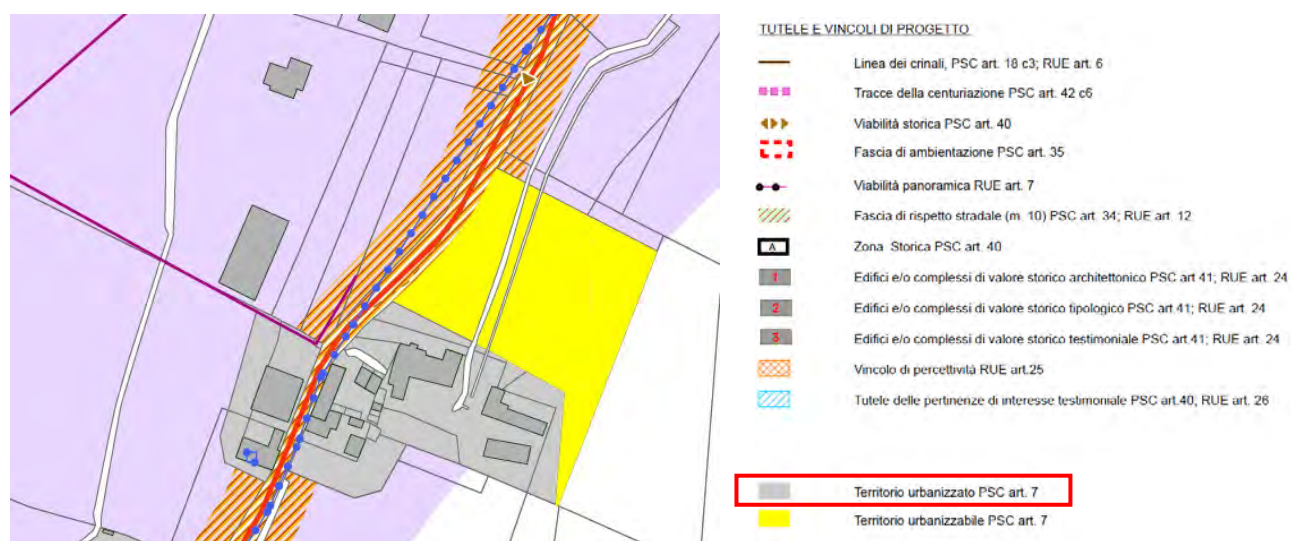 TUTELE E VINCOLI DI PROGETTO
Linea dei crinali, PSC art. 18 c3; RUE art. 6
Tracce della centuriazione PSC art. 42 c6
Viabilità storica PSC art. 40
Fascia di ambientazione PSC art. 35
Viabilità panoramica RUE art. 7
Fascia di rispetto stradale (m. 10) PSC art. 34; RUE art. 12
A Zona Storica PSC art. 40
1 Edifici e/o complessi di valore storico architettonico PSC art 41; RUE art. 24
2 Edifici e/o complessi di valore storico tipologico PSC art 41; RUE art. 24
3 Edifici e/o complessi di valore storico testimoniale PSC art 41; RUE art. 24
Vincolo di percettività RUE art.25
Tutele delle pertinenze di interesse testimoniale PSC art.40, RUE art. 26
Territorio urbanizzato PSC art. 7
Territorio urbanizzabile PSC art. 7